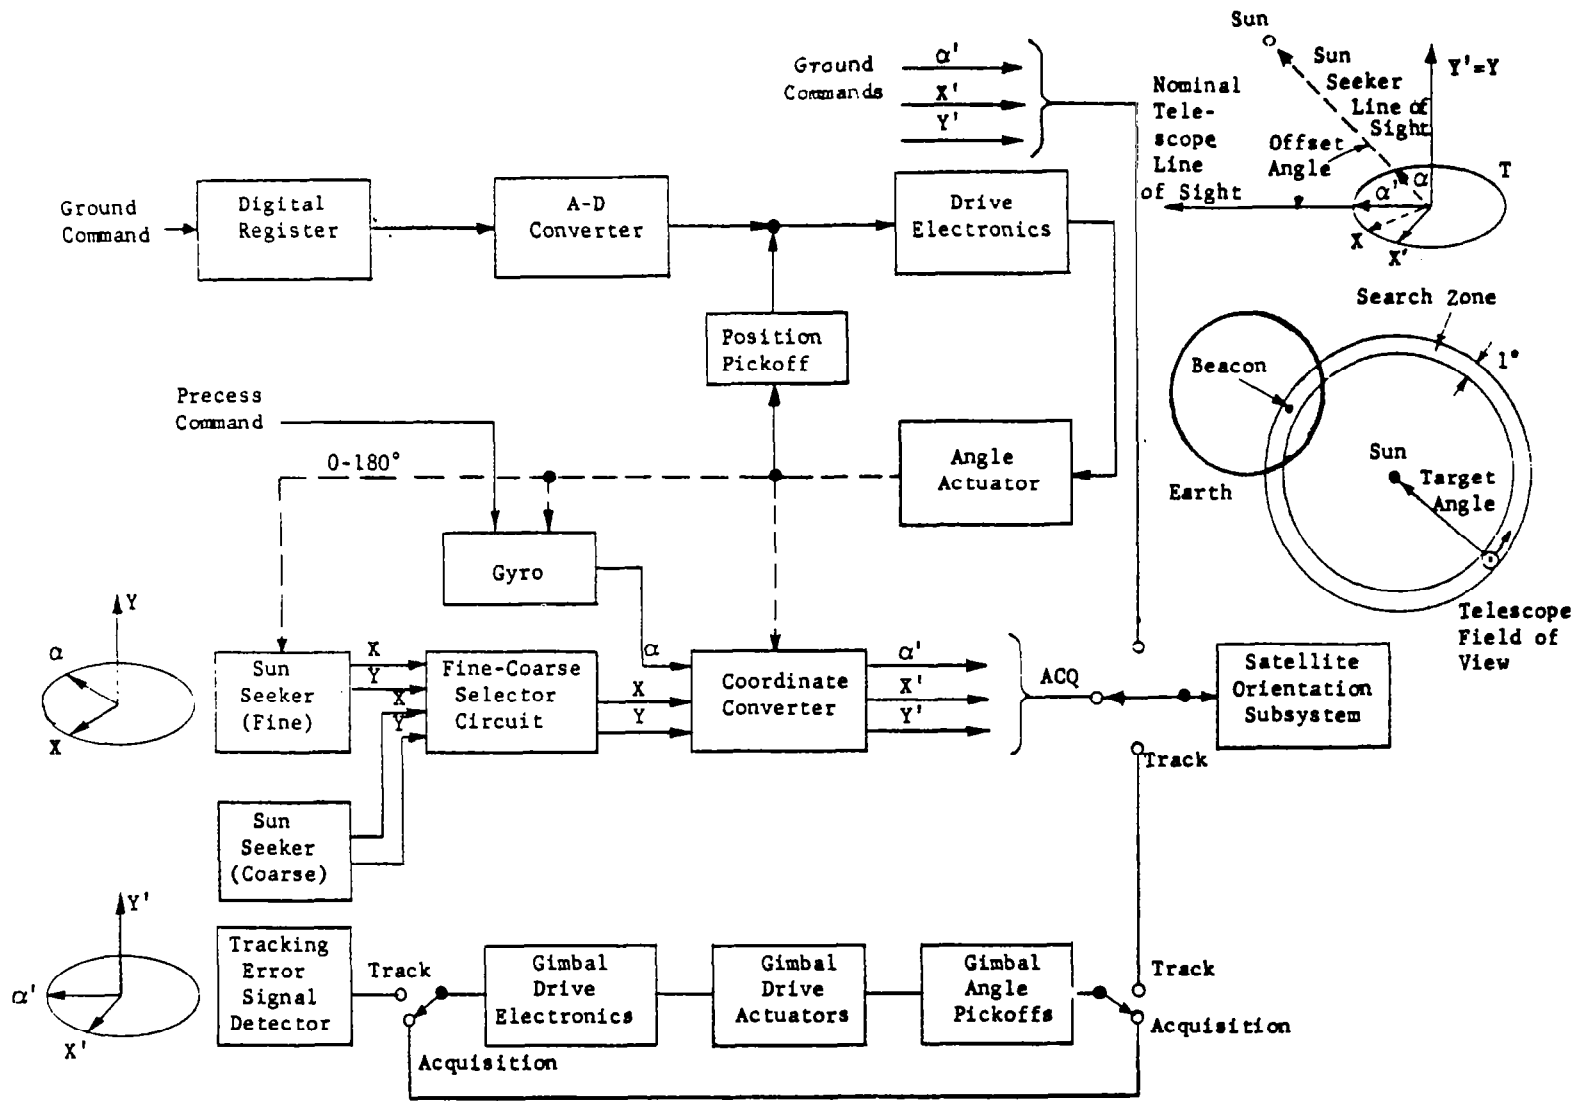 Ground
Commands
α'
X'
Y'
Sun
Sun
Seeker
Line of
Sight
Y'=Y
Nominal
Tele-
scope
Line
of Sight
Offset
Angle
α'
α
T
X
X'
Ground
Command
Digital
Register
A-D
Converter
Drive
Electronics
Position
Pickoff
Search Zone
1°
Beacon
Earth
Sun
Target
Angle
Telescope
Field of
View
Precess
Command
0-180°
Angle
Actuator
Gyro
α
Y
α
X
Sun
Seeker
(Fine)
X
Y
X
Y
Fine-Coarse
Selector
Circuit
X
Y
Coordinate
Converter
α'
X'
Y'
ACQ
Satellite
Orientation
Subsystem
Track
Sun
Seeker
(Coarse)
Y'
α'
X'
Tracking
Error
Signal
Detector
Track
Acquisition
Gimbal
Drive
Electronics
Gimbal
Drive
Actuators
Gimbal
Angle
Pickoffs
Track
Acquisition